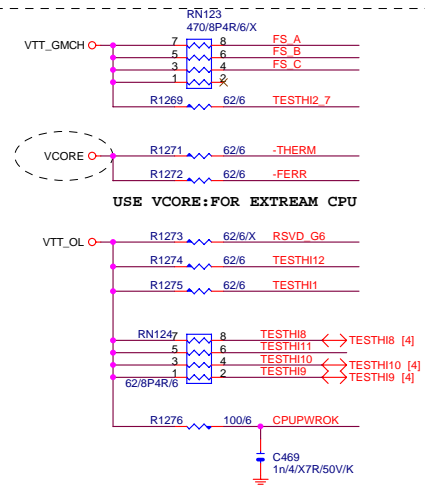 RN123
470/8P4R/6/X
VTT_GMCH 7 8 FS_A
5 6 FS_B
3 4 FS_C
1 2
R1269 62/6 TESTHI2_7
VCORE R1271 62/6 -THERM
R1272 62/6 -FERR
USE VCORE:FOR EXTREAM CPU
VTT_OL R1273 62/6/X RSVD_G6
R1274 62/6 TESTHI12
R1275 62/6 TESTHI1
RN124 7 8 TESTHI8 TESTHI8 [4]
5 6 TESTHI11
3 4 TESTHI10 TESTHI10 [4]
1 2 TESTHI9 TESTHI9 [4]
62/8P4R/6
R1276 100/6 CPUPWROK
C469
1n/4/X7R/50V/K